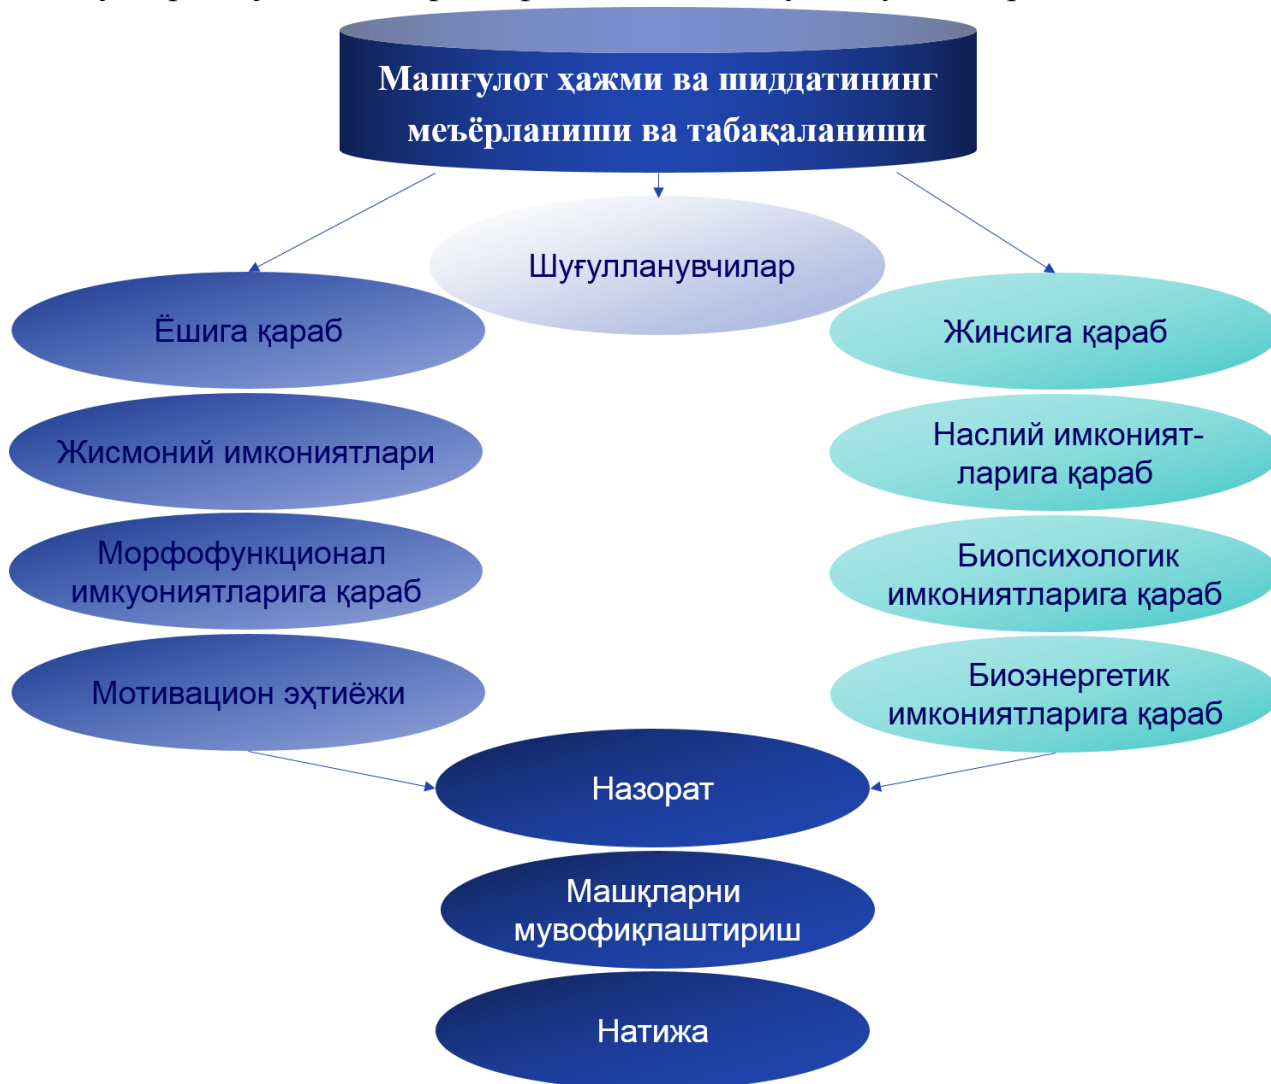 Машғулот ҳажми ва шиддатининг
меъёрланиши ва табақаланиши
Шуғулланувчилар
Ёшига қараб
Жинсига қараб
Жисмоний имкониятлари
Наслий имконият-
ларига қараб
Морфофункционал
имкуониятларига қараб
Биопсихологик
имкониятларига қараб
Мотивацион эҳтиёжи
Биоэнергетик
имкониятларига қараб
Назорат
Машқларни
мувофиқлаштириш
Натижа